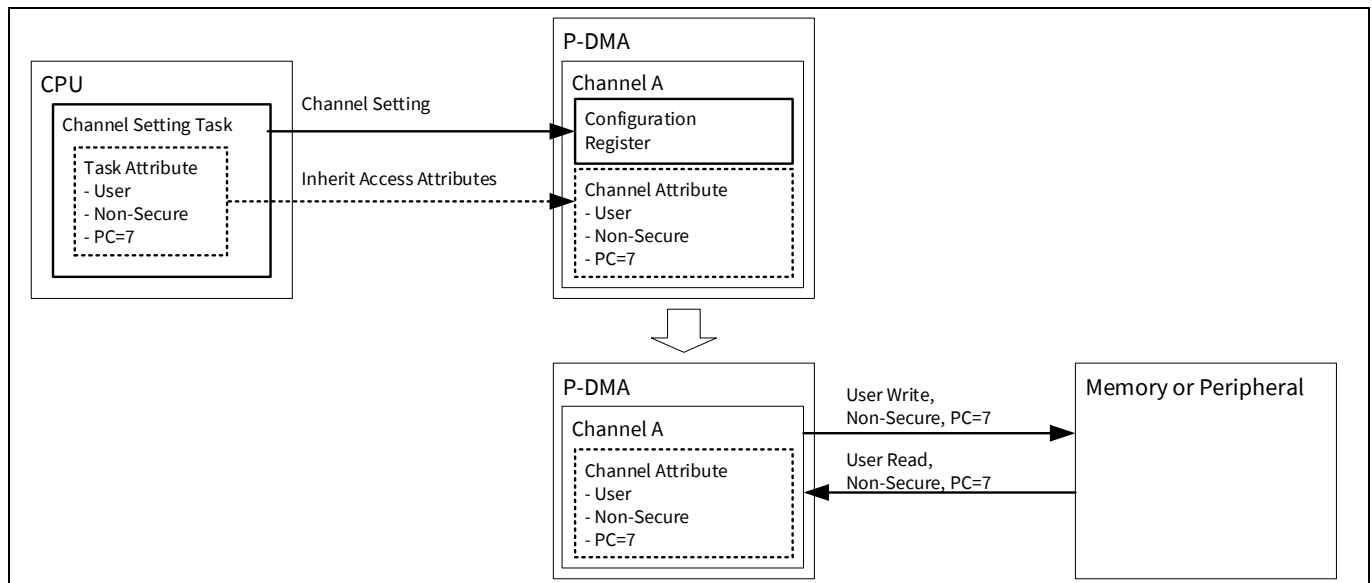 CPU
Channel Setting Task
Task Attribute
- User
- Non-Secure
- PC=7
Channel Setting
Inherit Access Attributes
P-DMA
Channel A
Configuration
Register
Channel Attribute
- User
- Non-Secure
- PC=7
P-DMA
Channel A
Channel Attribute
- User
- Non-Secure
- PC=7
User Write,
Non-Secure, PC=7
User Read,
Non-Secure, PC=7
Memory or Peripheral